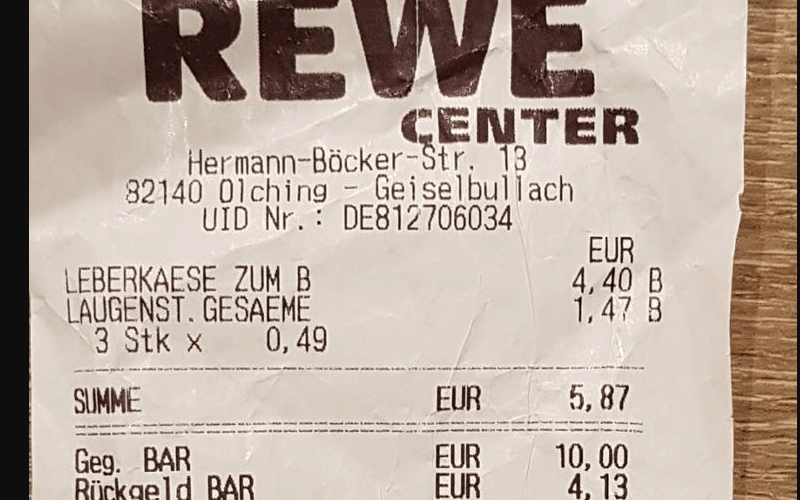 REWE
CENTER
Hermann-Böcker-Str. 13
82140 Olching - Geiselbullach
UID Nr.: DE812706034
EUR
LEBERKAESE ZUM B 4,40 B
LAUGENST.GESAEME 1,47 B
3 Stk x 0,49
SUMME EUR 5,87
Geg. BAR EUR 10,00
Rückgeld BAR EUR 4,13